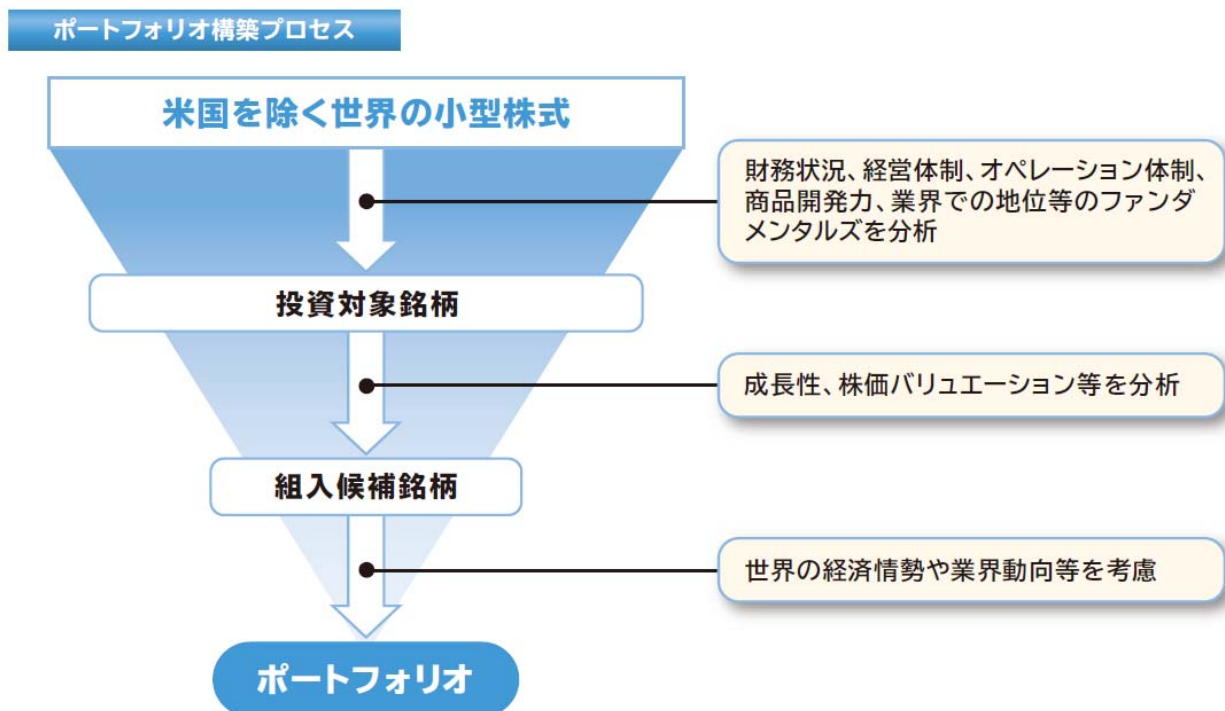 ポートフォリオ構築プロセス
米国を除く世界の小型株式
財務状況、経営体制、オペレーション体制、
商品開発力、業界での地位等のファンダ
メンタルズを分析
投資対象銘柄
成長性、株価バリュエーション等を分析
組入候補銘柄
世界の経済情勢や業界動向等を考慮
ポートフォリオ